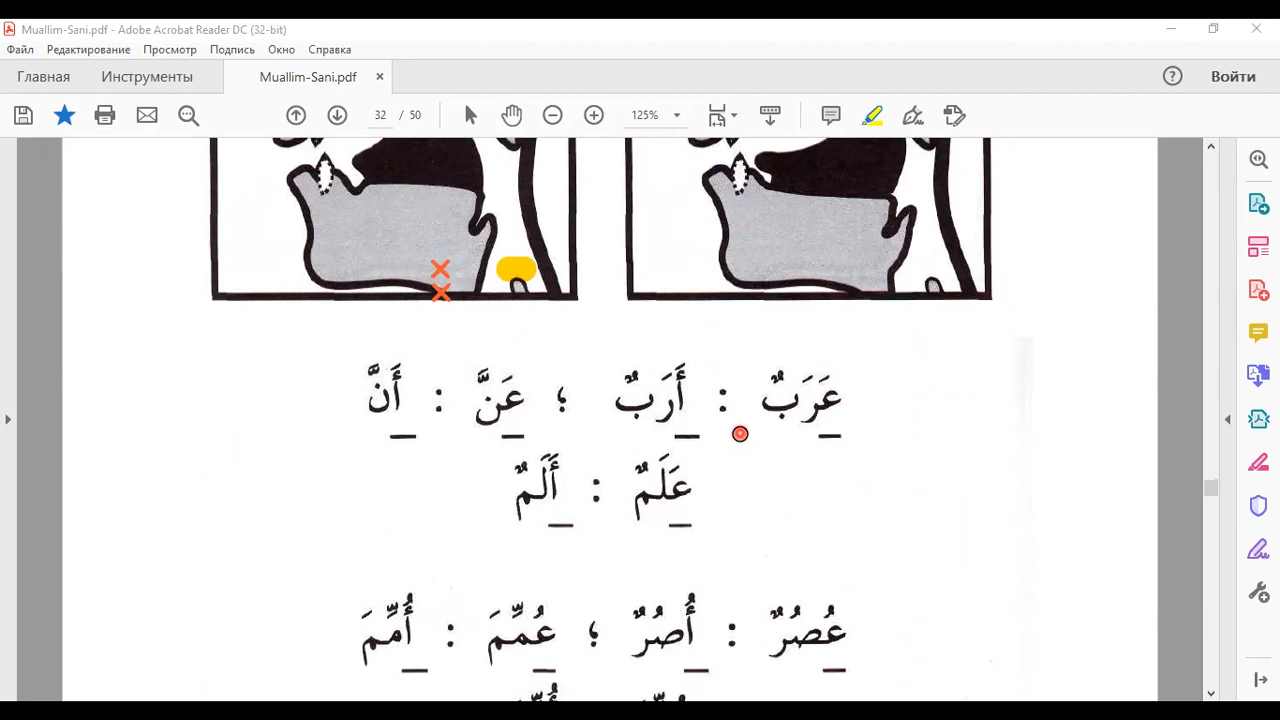 Muallim-Sani.pdf - Adobe Acrobat Reader DC (32-bit)
Файл Редактирование Просмотр Подпись Окно Справка
Главная Инструменты Muallim-Sani.pdf × Войти
32 / 50 125%
عَرَبٌ : أَرَبٌ ؛ عَنَّ : أَنَّ
عَلَمٌ : أَلَمٌ
عُصُرٌ : أُصُرٌ ؛ عُمِّمَ : أُمِّمَ